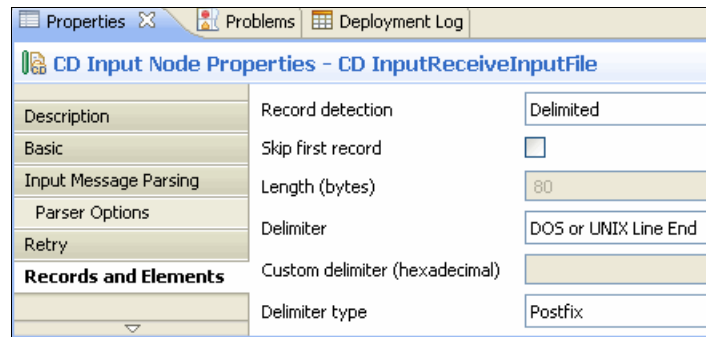 Properties Problems Deployment Log
CD Input Node Properties - CD InputReceiveInputFile
Description
Basic
Input Message Parsing
Parser Options
Retry
Records and Elements
Record detection Delimited
Skip first record
Length (bytes) 80
Delimiter DOS or UNIX Line End
Custom delimiter (hexadecimal)
Delimiter type Postfix